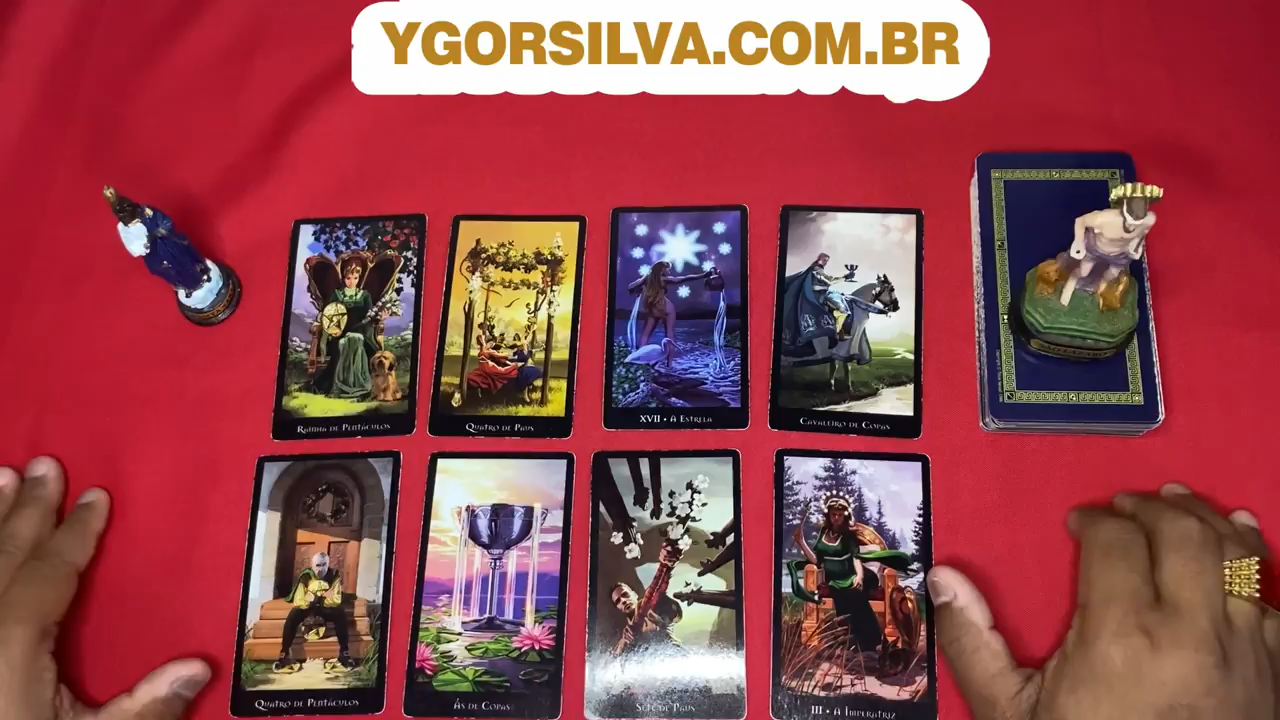 YGORSILVA.COM.BR
Rainha de Pentáculos
Quatro de Paus
XVII • A Estrela
Cavaleiro de Copas
Quatro de Pentáculos
Ás de Copas
Sete de Paus
III • A Imperatriz